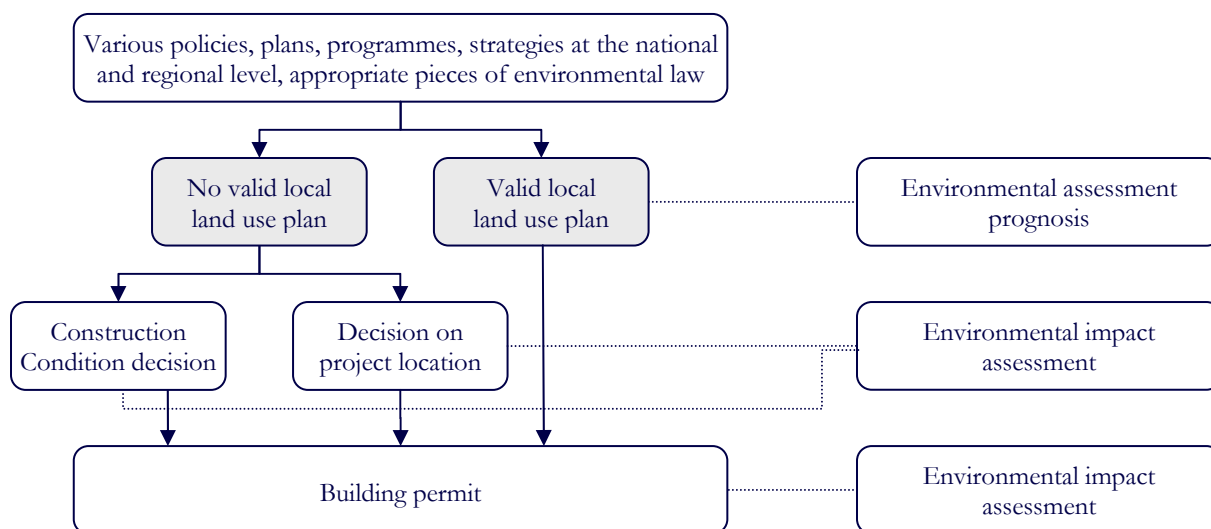 Various policies, plans, programmes, strategies at the national
and regional level, appropriate pieces of environmental law
No valid local
land use plan
Valid local
land use plan
Environmental assessment
prognosis
Construction
Condition decision
Decision on
project location
Environmental impact
assessment
Building permit
Environmental impact
assessment